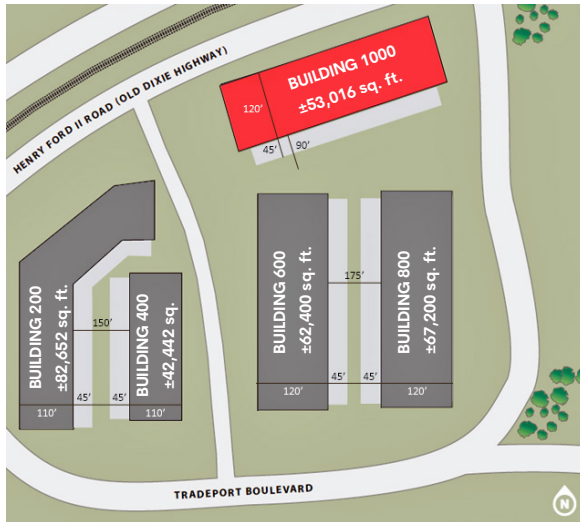 HENRY FORD II ROAD (OLD DIXIE HIGHWAY)
BUILDING 1000
±53,016 sq. ft.
120'
45'
90'
BUILDING 200
±82,652 sq. ft.
150'
BUILDING 400
±42,442 sq.
45'
45'
110'
110'
BUILDING 600
±62,400 sq. ft.
175'
BUILDING 800
±67,200 sq. ft.
45'
45'
120'
120'
TRADEPORT BOULEVARD
N